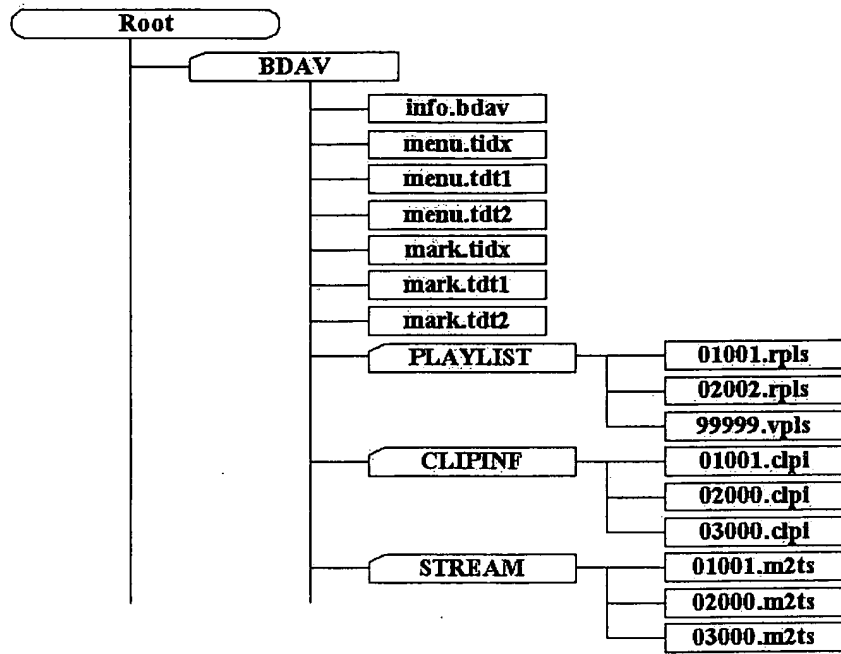 Root
BDAV
info.bdav
menu.tidx
menu.tdt1
menu.tdt2
mark.tidx
mark.tdt1
mark.tdt2
PLAYLIST
01001.rpls
02002.rpls
99999.vpls
CLIPINF
01001.clpi
02000.clpi
03000.clpi
STREAM
01001.m2ts
02000.m2ts
03000.m2ts